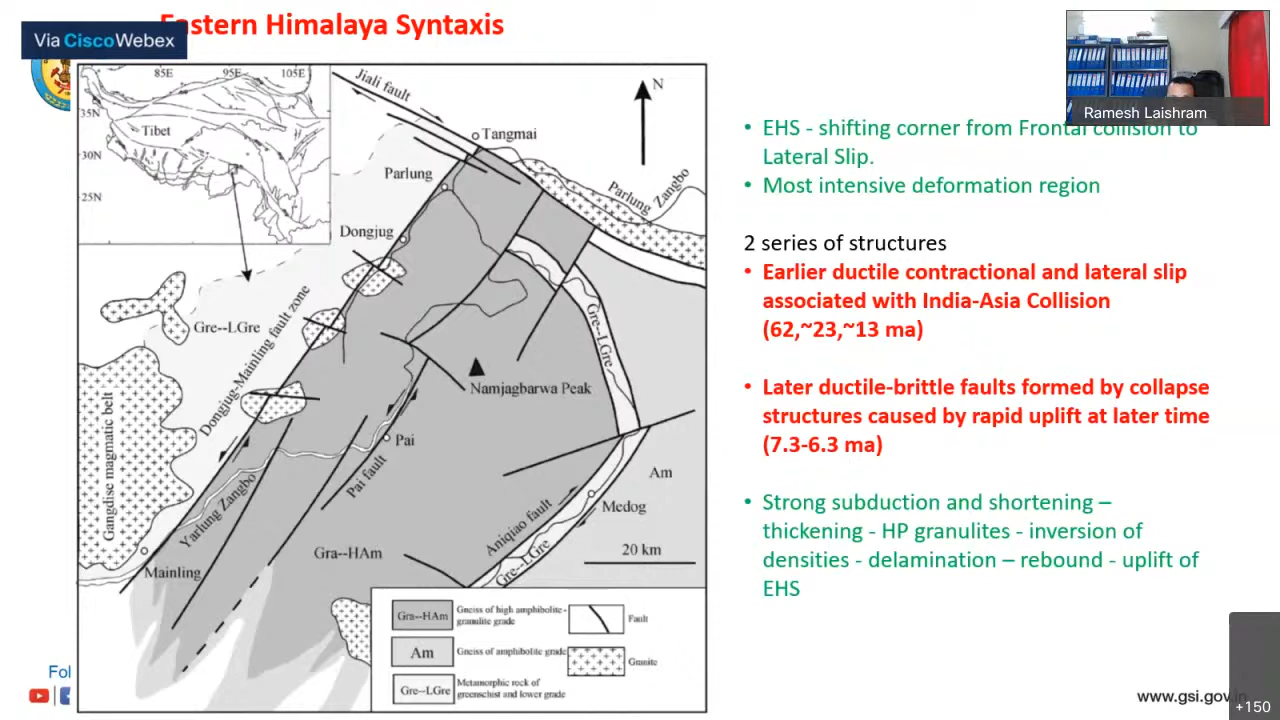 Eastern Himalaya Syntaxis
Via Cisco Webex
Ramesh Laishram
85E 95E 105E
35N
30N
25N
Tibet
Jiali fault
N
Tangmai
Parlung
Parlung Zangbo
Dongjug
Gre--LGre
Dongjug-Mainling fault zone
Gre--LGre
Namjagbarwa Peak
Gangdise magmatic belt
Pai
Pai fault
Yarlung Zangbo
Am
Medog
Aniqiao fault
Gra--HAm
20 km
Gre--LGre
Mainling
Gra--HAm Gneiss of high amphibolite-
granulite grade
Fault
Am Gneiss of amphibolite grade
Granite
Gre--LGre Metamorphic rock of
greenschist and lower grade
• EHS - shifting corner from Frontal collision to
Lateral Slip.
• Most intensive deformation region
2 series of structures
• Earlier ductile contractional and lateral slip
associated with India-Asia Collision
(62,~23,~13 ma)
• Later ductile-brittle faults formed by collapse
structures caused by rapid uplift at later time
(7.3-6.3 ma)
• Strong subduction and shortening –
thickening - HP granulites - inversion of
densities - delamination – rebound - uplift of
EHS
Fol
www.gsi.gov.in
+150